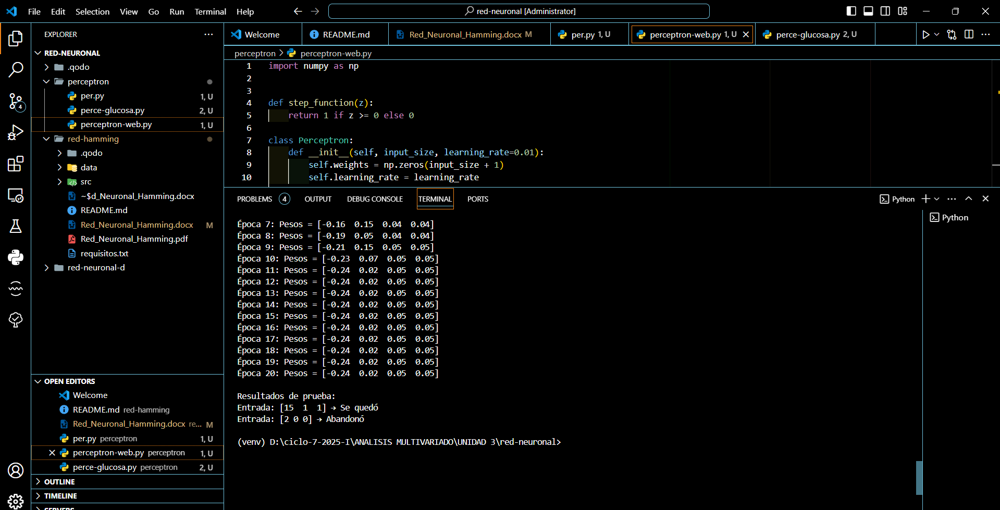 File Edit Selection View Go Run Terminal Help
red-neuronal [Administrator]
EXPLORER
RED-NEURONAL
.qodo
perceptron
per.py 1, U
perce-glucosa.py 2, U
perceptron-web.py 1, U
red-hamming
.qodo
data
src
~$d_Neuronal_Hamming.docx
README.md
Red_Neuronal_Hamming.docx M
Red_Neuronal_Hamming.pdf
requisitos.txt
red-neuronal-d
4
OPEN EDITORS
Welcome
README.md red-hamming
Red_Neuronal_Hamming.docx re... M
per.py perceptron 1, U
perceptron-web.py perceptron 1, U
perce-glucosa.py perceptron 2, U
OUTLINE
TIMELINE
SERVERS
Welcome README.md Red_Neuronal_Hamming.docx M per.py 1, U perceptron-web.py 1, U perce-glucosa.py 2, U
perceptron > perceptron-web.py
1 import numpy as np
2
3
4 def step_function(z):
5 return 1 if z >= 0 else 0
6
7 class Perceptron:
8 def __init__(self, input_size, learning_rate=0.01):
9 self.weights = np.zeros(input_size + 1)
10 self.learning_rate = learning_rate
PROBLEMS 4 OUTPUT DEBUG CONSOLE TERMINAL PORTS Python
Python
Época 7: Pesos = [-0.16 0.15 0.04 0.04]
Época 8: Pesos = [-0.19 0.05 0.04 0.04]
Época 9: Pesos = [-0.21 0.15 0.05 0.05]
Época 10: Pesos = [-0.23 0.07 0.05 0.05]
Época 11: Pesos = [-0.24 0.02 0.05 0.05]
Época 12: Pesos = [-0.24 0.02 0.05 0.05]
Época 13: Pesos = [-0.24 0.02 0.05 0.05]
Época 14: Pesos = [-0.24 0.02 0.05 0.05]
Época 15: Pesos = [-0.24 0.02 0.05 0.05]
Época 16: Pesos = [-0.24 0.02 0.05 0.05]
Época 17: Pesos = [-0.24 0.02 0.05 0.05]
Época 18: Pesos = [-0.24 0.02 0.05 0.05]
Época 19: Pesos = [-0.24 0.02 0.05 0.05]
Época 20: Pesos = [-0.24 0.02 0.05 0.05]
Resultados de prueba:
Entrada: [15 1 1] → Se quedó
Entrada: [2 0 0] → Abandonó
(venv) D:\ciclo-7-2025-I\ANALISIS MULTIVARIADO\UNIDAD 3\red-neuronal>